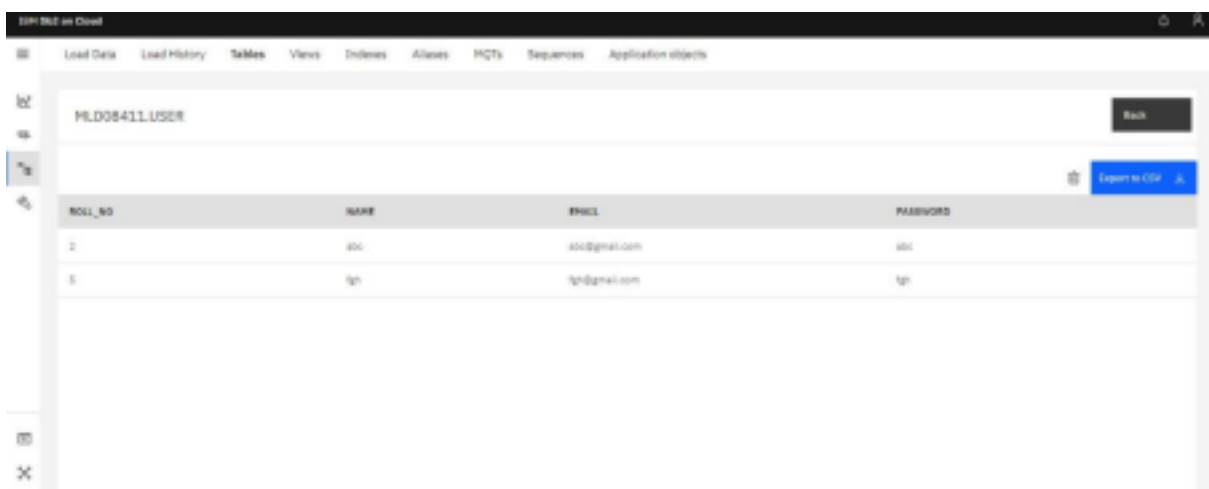 IBM Db2 on Cloud
Load Data Load History Tables Views Indexes Aliases MQTs Sequences Application objects
MLD08411.USER
Back
Export to CSV
ROLL_NO NAME EMAIL PASSWORD
2 abc abc@gmail.com abc
5 fgh fgh@gmail.com fgh